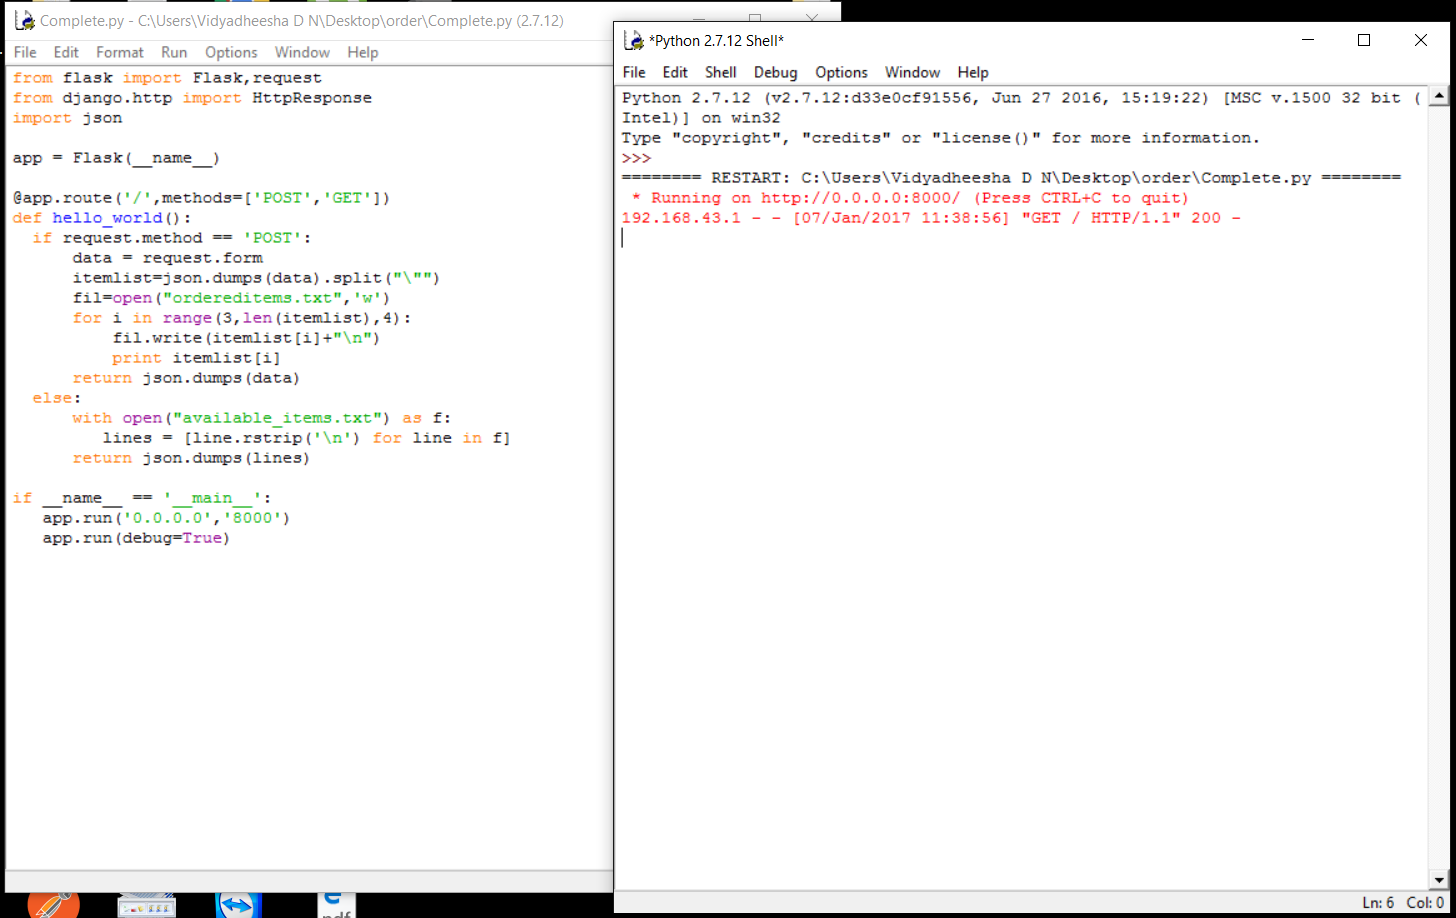 Complete.py - C:\Users\Vidyadheesha D N\Desktop\order\Complete.py (2.7.12)
File Edit Format Run Options Window Help
from flask import Flask,request
from django.http import HttpResponse
import json
app = Flask(__name__)
@app.route('/',methods=['POST','GET'])
def hello_world():
  if request.method == 'POST':
      data = request.form
      itemlist=json.dumps(data).split("\"")
      fil=open("ordereditems.txt",'w')
      for i in range(3,len(itemlist),4):
          fil.write(itemlist[i]+"\n")
          print itemlist[i]
      return json.dumps(data)
  else:
      with open("available_items.txt") as f:
         lines = [line.rstrip('\n') for line in f]
      return json.dumps(lines)
if __name__ == '__main__':
   app.run('0.0.0.0','8000')
   app.run(debug=True)
*Python 2.7.12 Shell*
File Edit Shell Debug Options Window Help
Python 2.7.12 (v2.7.12:d33e0cf91556, Jun 27 2016, 15:19:22) [MSC v.1500 32 bit (
Intel)] on win32
Type "copyright", "credits" or "license()" for more information.
>>>
======== RESTART: C:\Users\Vidyadheesha D N\Desktop\order\Complete.py ========
 * Running on http://0.0.0.0:8000/ (Press CTRL+C to quit)
192.168.43.1 - - [07/Jan/2017 11:38:56] "GET / HTTP/1.1" 200 -
Ln: 6 Col: 0
pdf